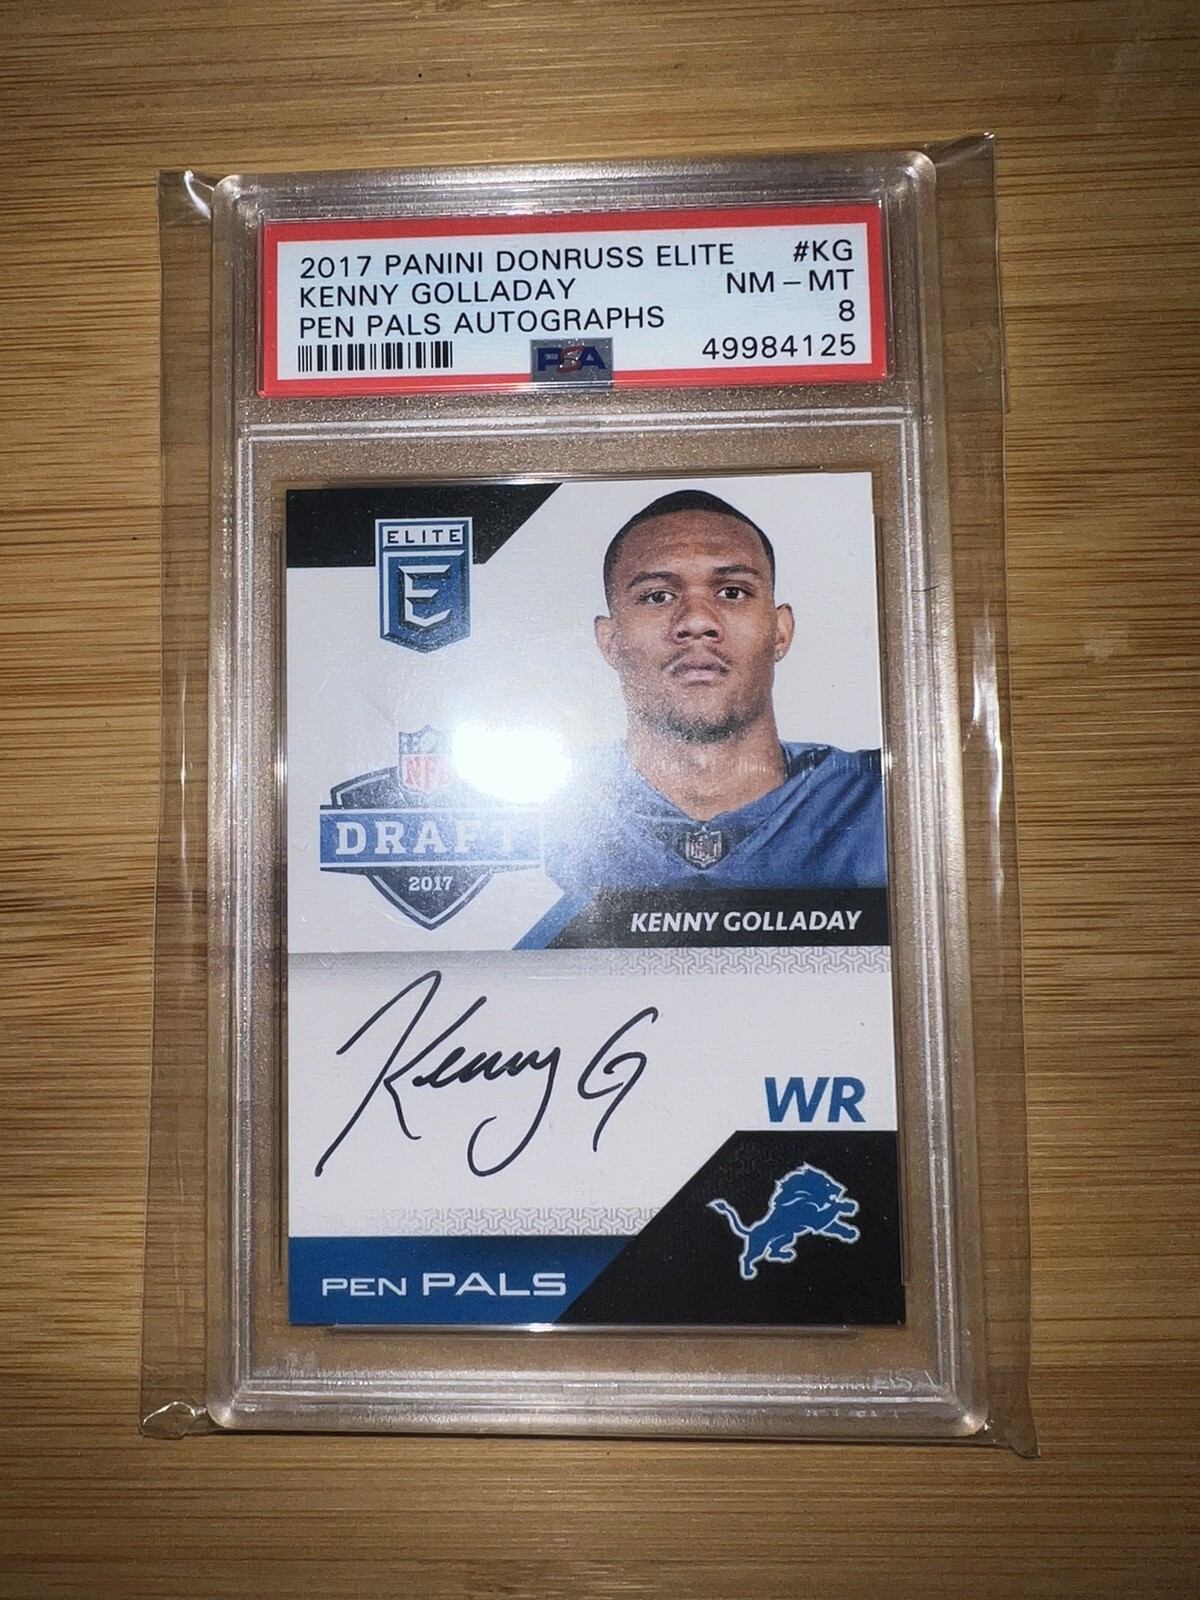 2017 PANINI DONRUSS ELITE #KG
KENNY GOLLADAY NM-MT
PEN PALS AUTOGRAPHS 8
49984125
PSA
ELITE
E
NFL
DRAFT
2017
KENNY GOLLADAY
Kenny G
WR
PEN PALS